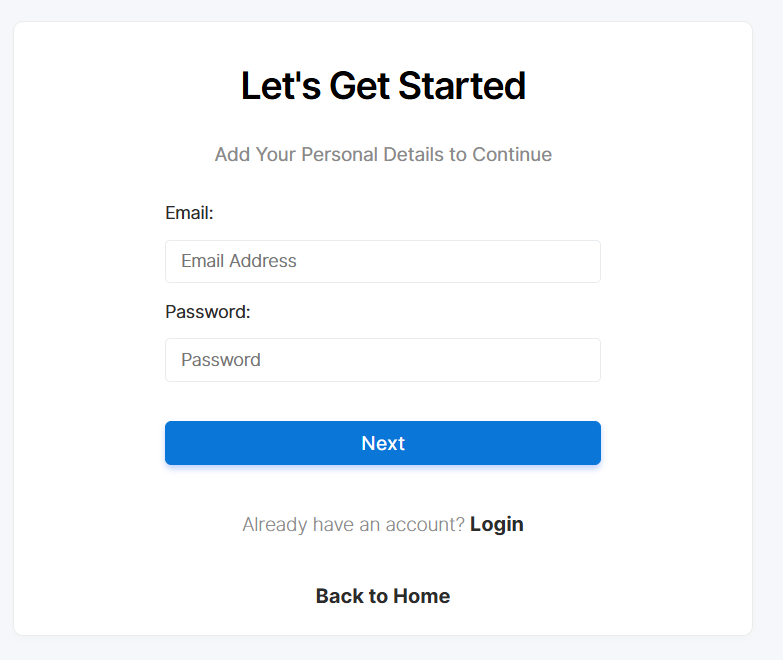 Let's Get Started
Add Your Personal Details to Continue
Email:
Email Address
Password:
Password
Next
Already have an account? Login
Back to Home